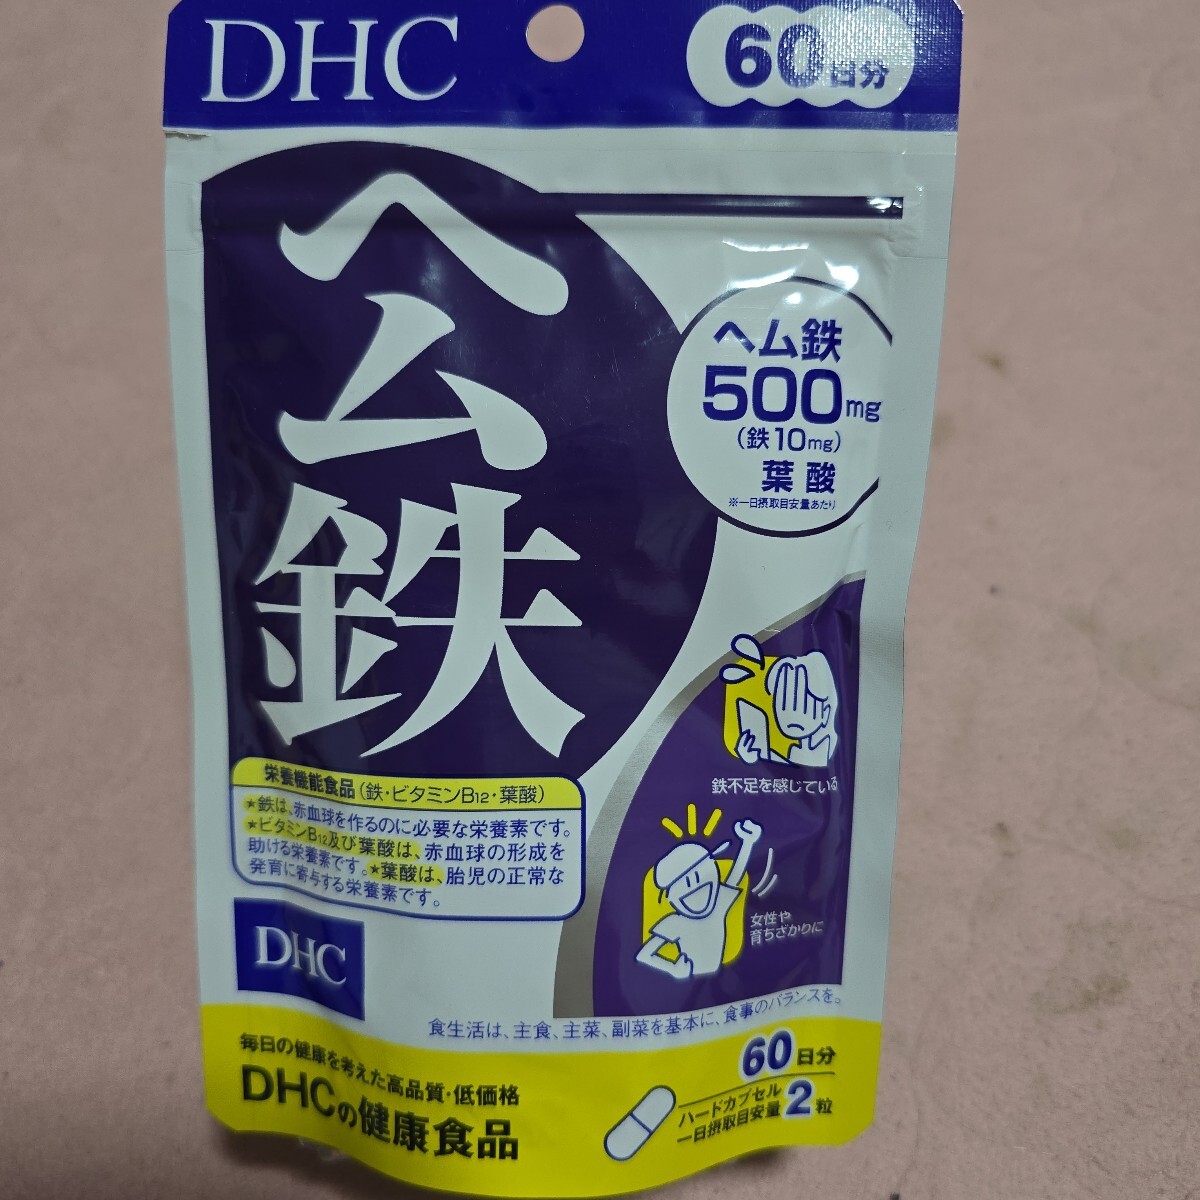 DHC
60日分
ヘム鉄
ヘム鉄
500mg
(鉄10mg)
葉酸
※一日摂取目安量あたり
鉄不足を感じている
女性や
育ちざかりに
栄養機能食品(鉄・ビタミンB12・葉酸)
★鉄は、赤血球を作るのに必要な栄養素です。
★ビタミンB12及び葉酸は、赤血球の形成を
助ける栄養素です。★葉酸は、胎児の正常な
発育に寄与する栄養素です。
DHC
食生活は、主食、主菜、副菜を基本に、食事のバランスを。
毎日の健康を考えた高品質・低価格
DHCの健康食品
60日分
ハードカプセル
一日摂取目安量2粒